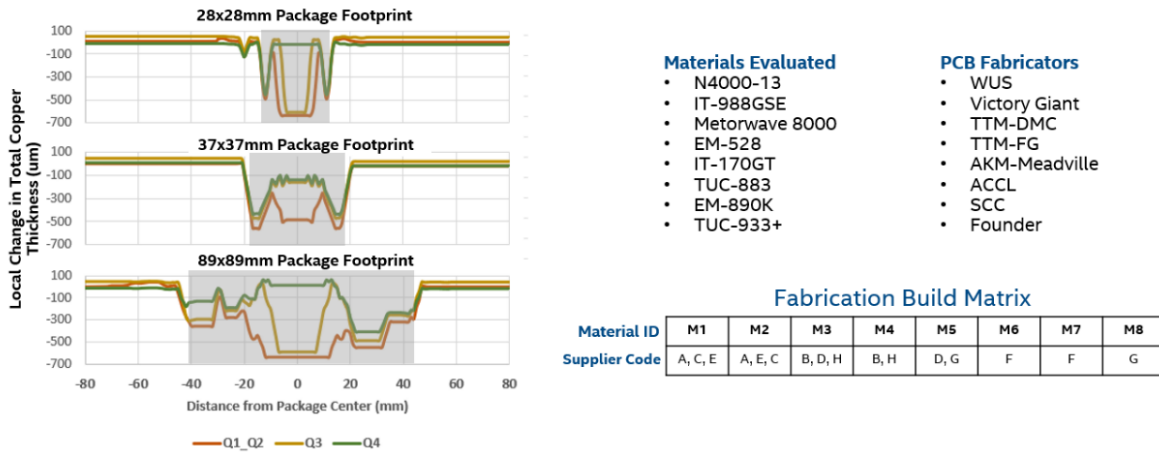 28x28mm Package Footprint
100
-100
-300
-500
-700
37x37mm Package Footprint
100
-100
-300
-500
-700
89x89mm Package Footprint
100
-100
-300
-500
-700
-80 -60 -40 -20 0 20 40 60 80
Local Change in Total Copper
Thickness (um)
Distance from Package Center (mm)
Q1_Q2 Q3 Q4
Materials Evaluated
• N4000-13
• IT-988GSE
• Metorwave 8000
• EM-528
• IT-170GT
• TUC-883
• EM-890K
• TUC-933+
PCB Fabricators
• WUS
• Victory Giant
• TTM-DMC
• TTM-FG
• AKM-Meadville
• ACCL
• SCC
• Founder
Fabrication Build Matrix
Material ID M1 M2 M3 M4 M5 M6 M7 M8
Supplier Code A, C, E A, E, C B, D, H B, H D, G F F G